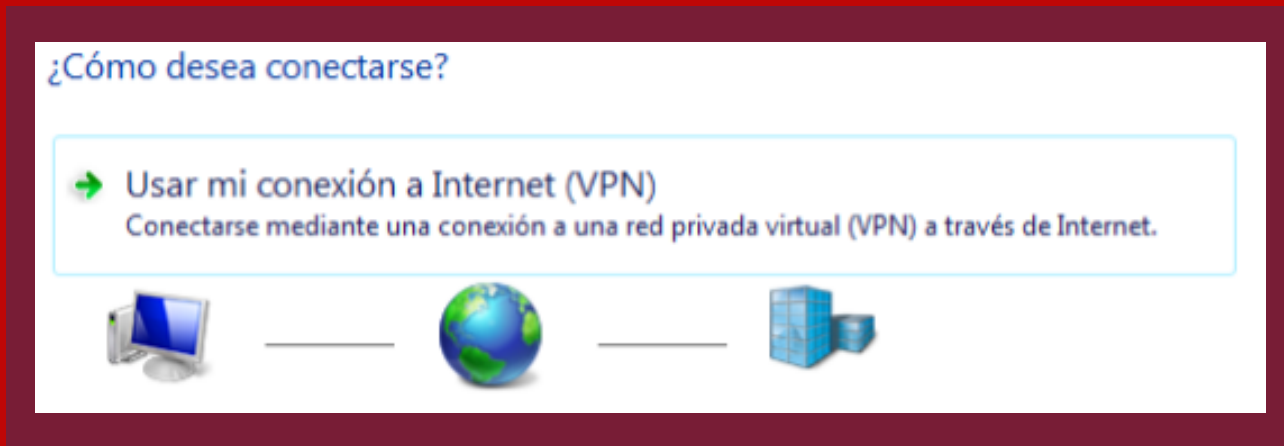 ¿Cómo desea conectarse?
Usar mi conexión a Internet (VPN)
Conectarse mediante una conexión a una red privada virtual (VPN) a través de Internet.